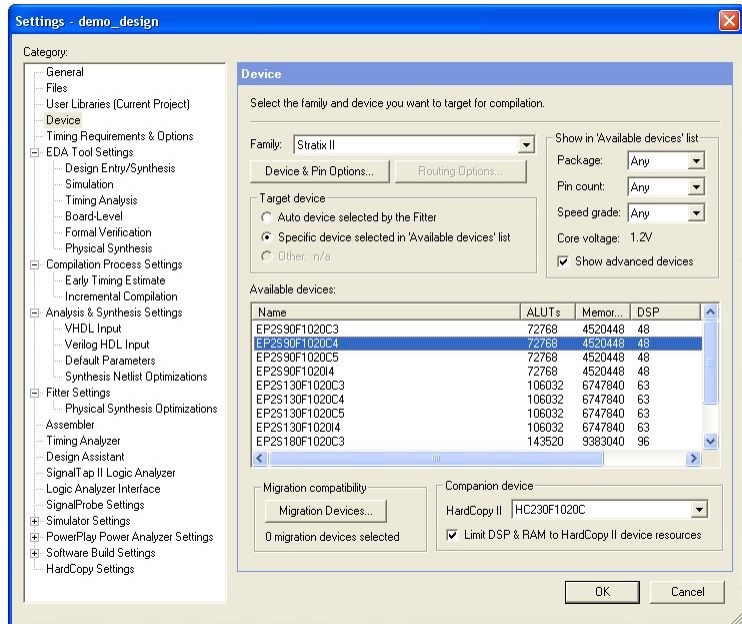 Settings - demo_design
Category:
General
Files
User Libraries (Current Project)
Device
Timing Requirements & Options
EDA Tool Settings
Design Entry/Synthesis
Simulation
Timing Analysis
Board-Level
Formal Verification
Physical Synthesis
Compilation Process Settings
Early Timing Estimate
Incremental Compilation
Analysis & Synthesis Settings
VHDL Input
Verilog HDL Input
Default Parameters
Synthesis Netlist Optimizations
Fitter Settings
Physical Synthesis Optimizations
Assembler
Timing Analyzer
Design Assistant
SignalTap II Logic Analyzer
Logic Analyzer Interface
SignalProbe Settings
Simulator Settings
PowerPlay Power Analyzer Settings
Software Build Settings
HardCopy Settings
Device
Select the family and device you want to target for compilation.
Family: Stratix II
Device & Pin Options... Routing Options...
Target device
Auto device selected by the Fitter
Specific device selected in 'Available devices' list
Other: n/a
Show in 'Available devices' list
Package: Any
Pin count: Any
Speed grade: Any
Core voltage: 1.2V
Show advanced devices
Available devices:
Name ALUTs Memor... DSP
EP2S90F1020C3 72768 4520448 48
EP2S90F1020C4 72768 4520448 48
EP2S90F1020C5 72768 4520448 48
EP2S90F1020I4 72768 4520448 48
EP2S130F1020C3 106032 6747840 63
EP2S130F1020C4 106032 6747840 63
EP2S130F1020C5 106032 6747840 63
EP2S130F1020I4 106032 6747840 63
EP2S180F1020C3 143520 9383040 96
Migration compatibility
Migration Devices...
0 migration devices selected
Companion device
HardCopy II HC230F1020C
Limit DSP & RAM to HardCopy II device resources
OK Cancel